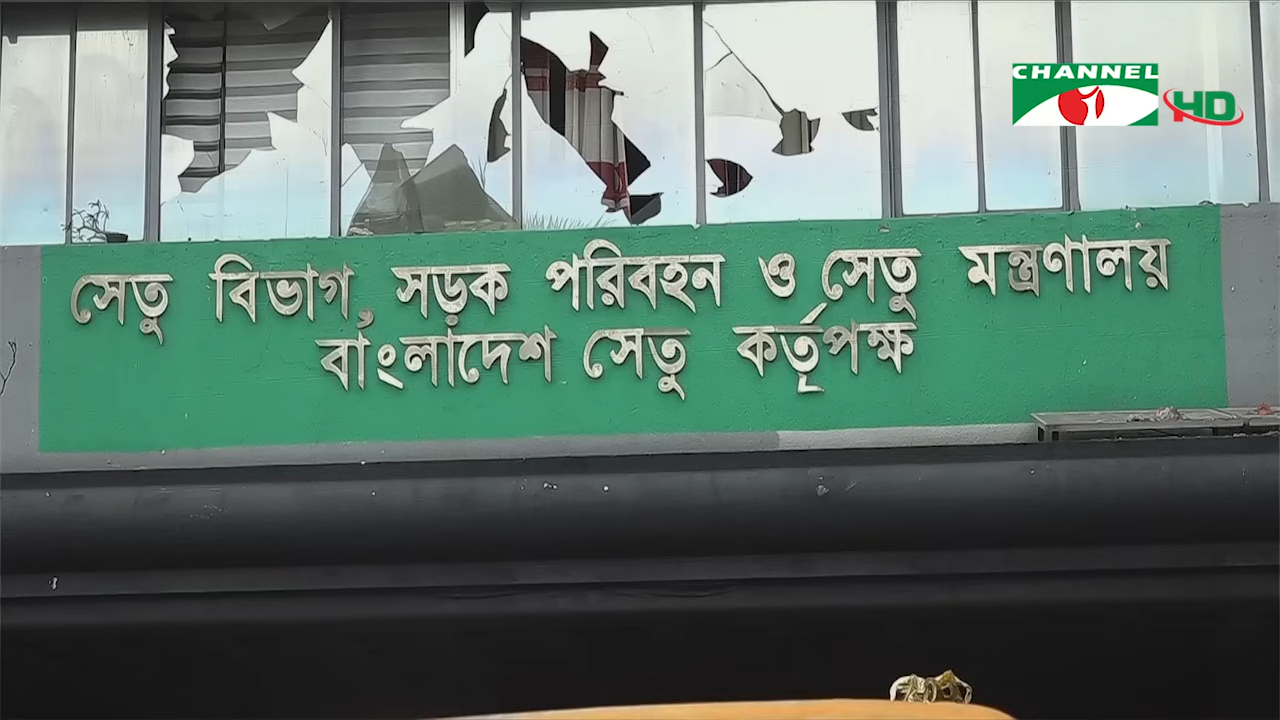 CHANNEL
HD
সেতু বিভাগ সড়ক পরিবহন ও সেতু মন্ত্রণালয়
বাংলাদেশ সেতু কর্তৃপক্ষ